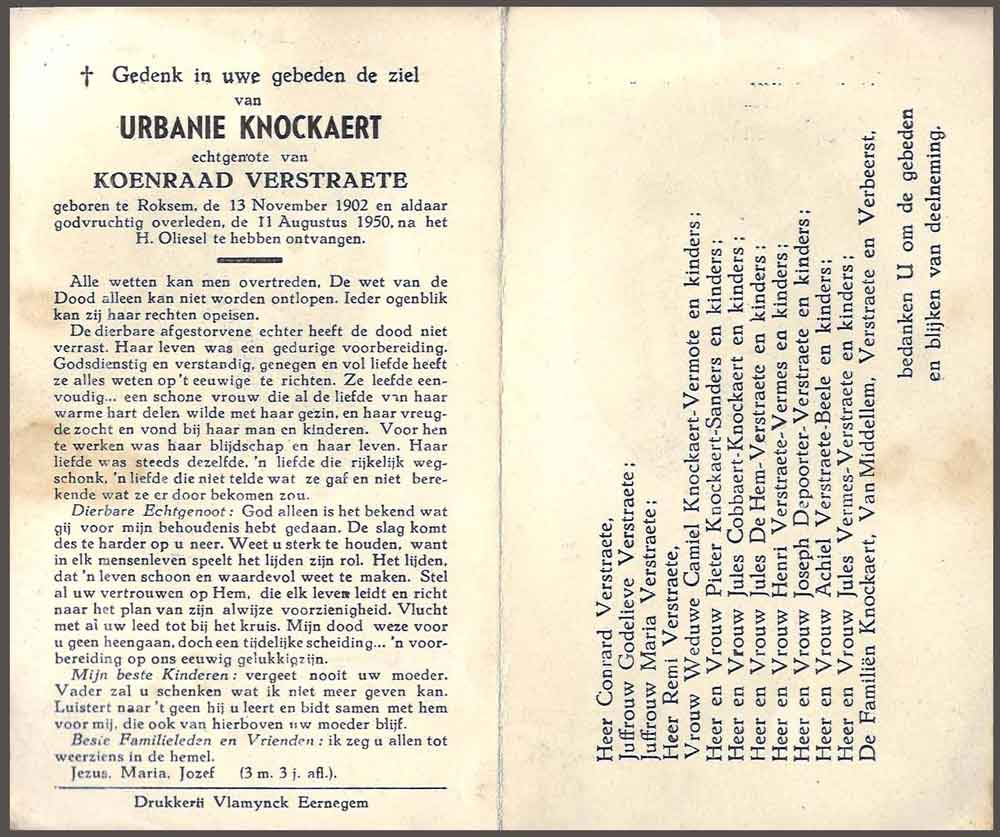 † Gedenk in uwe gebeden de ziel
van
URBANIE KNOCKAERT
echtgenote van
KOENRAAD VERSTRAETE
geboren te Roksem, de 13 November 1902 en aldaar
godvruchtig overleden, de 11 Augustus 1950, na het
H. Oliesel te hebben ontvangen.
Alle wetten kan men overtreden, De wet van de
Dood alleen kan niet worden ontlopen. Ieder ogenblik
kan zij haar rechten opeisen.
De dierbare afgestorvene echter heeft de dood niet
verrast. Haar leven was een gedurige voorbereiding.
Godsdienstig en verstandig, genegen en vol liefde heeft
ze alles weten op 't eeuwige te richten. Ze leefde een-
voudig... een schone vrouw die al de liefde van haar
warme hart delen wilde met haar gezin, en haar vreug-
de zocht en vond bij haar man en kinderen. Voor hen
te werken was haar blijdschap en haar leven. Haar
liefde was steeds dezelfde, 'n liefde die rijkelijk weg-
schonk, 'n liefde die niet telde wat ze gaf en niet bere-
kende wat ze er door bekomen zou.
Dierbare Echtgenoot: God alleen is het bekend wat
gij voor mijn behoudenis hebt gedaan. De slag komt
des te harder op u neer. Weet u sterk te houden, want
in elk mensenleven speelt het lijden zijn rol. Het lijden,
dat 'n leven schoon en waardevol weet te maken. Stel
al uw vertrouwen op Hem, die elk leven leidt en richt
naar het plan van zijn alwijze voorzienigheid. Vlucht
met al uw leed tot bij het kruis. Mijn dood weze voor
u geen heengaan, doch een tijdelijke scheiding... 'n voor-
bereiding op ons eeuwig gelukkigzijn.
Mijn beste Kinderen: vergeet nooit uw moeder.
Vader zal u schenken wat ik niet meer geven kan.
Luistert naar 't geen hij u leert en bidt samen met hem
voor mij, die ook van hierboven uw moeder blijf.
Beste Familieleden en Vrienden: ik zeg u allen tot
weerziens in de hemel.
Jezus, Maria, Jozef (3 m. 3 j. afl.).
Drukkerij Vlamynck Eernegem
Heer Conrard Verstraete,
Juffrouw Godelieve Verstraete;
Juffrouw Maria Verstraete;
Heer Remi Verstraete,
Vrouw Weduwe Camiel Knockaert-Vermote en kinders;
Heer en Vrouw Pieter Knockaert-Sanders en kinders;
Heer en Vrouw Jules Cobbaert-Knockaert en kinders;
Heer en Vrouw Jules De Hem-Verstraete en kinders;
Heer en Vrouw Henri Verstraete-Vermes en kinders;
Heer en Vrouw Joseph Depoorter-Verstraete en kinders;
Heer en Vrouw Achiel Verstraete-Beele en kinders;
Heer en Vrouw Jules Vermes-Verstraete en kinders;
De Familiën Knockaert, Van Middellem, Verstraete en Verbeerst,
bedanken U om de gebeden
en blijken van deelneming.